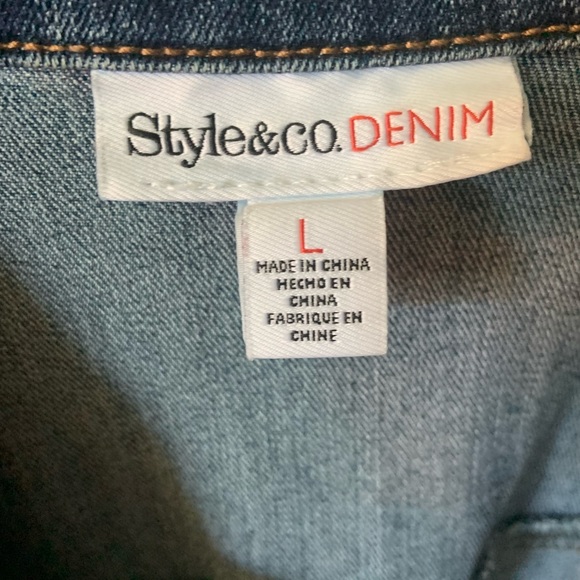 Style&co. DENIM
L
MADE IN CHINA
HECHO EN
CHINA
FABRIQUE EN
CHINE